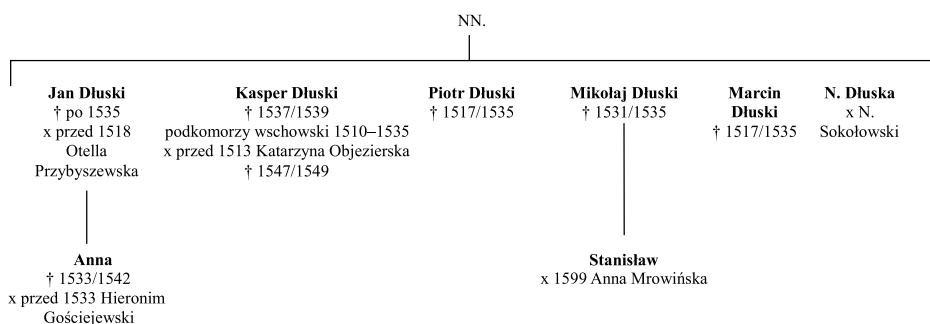 NN.
Jan Dłuski
† po 1535
x przed 1518
Otella
Przybyszewska
Kasper Dłuski
† 1537/1539
podkomorzy wschowski 1510–1535
x przed 1513 Katarzyna Objezierska
† 1547/1549
Piotr Dłuski
† 1517/1535
Mikołaj Dłuski
† 1531/1535
Marcin
Dłuski
† 1517/1535
N. Dłuska
x N.
Sokołowski
Anna
† 1533/1542
x przed 1533 Hieronim
Gościejewski
Stanisław
x 1599 Anna Mrowińska